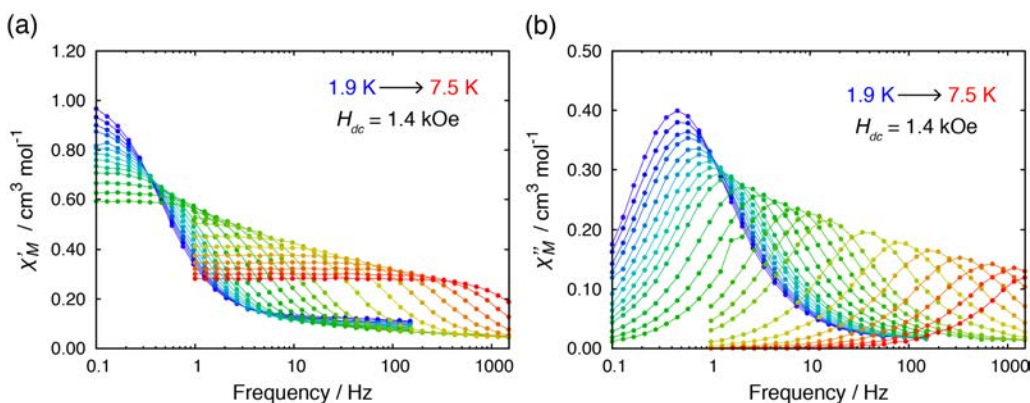 (a)
1.20
1.00
0.80
0.60
0.40
0.20
0.00
χ'M / cm³ mol⁻¹
1.9 K → 7.5 K
Hdc = 1.4 kOe
0.1 1 10 100 1000
Frequency / Hz
(b)
0.50
0.40
0.30
0.20
0.10
0.00
χ''M / cm³ mol⁻¹
1.9 K → 7.5 K
Hdc = 1.4 kOe
0.1 1 10 100 1000
Frequency / Hz